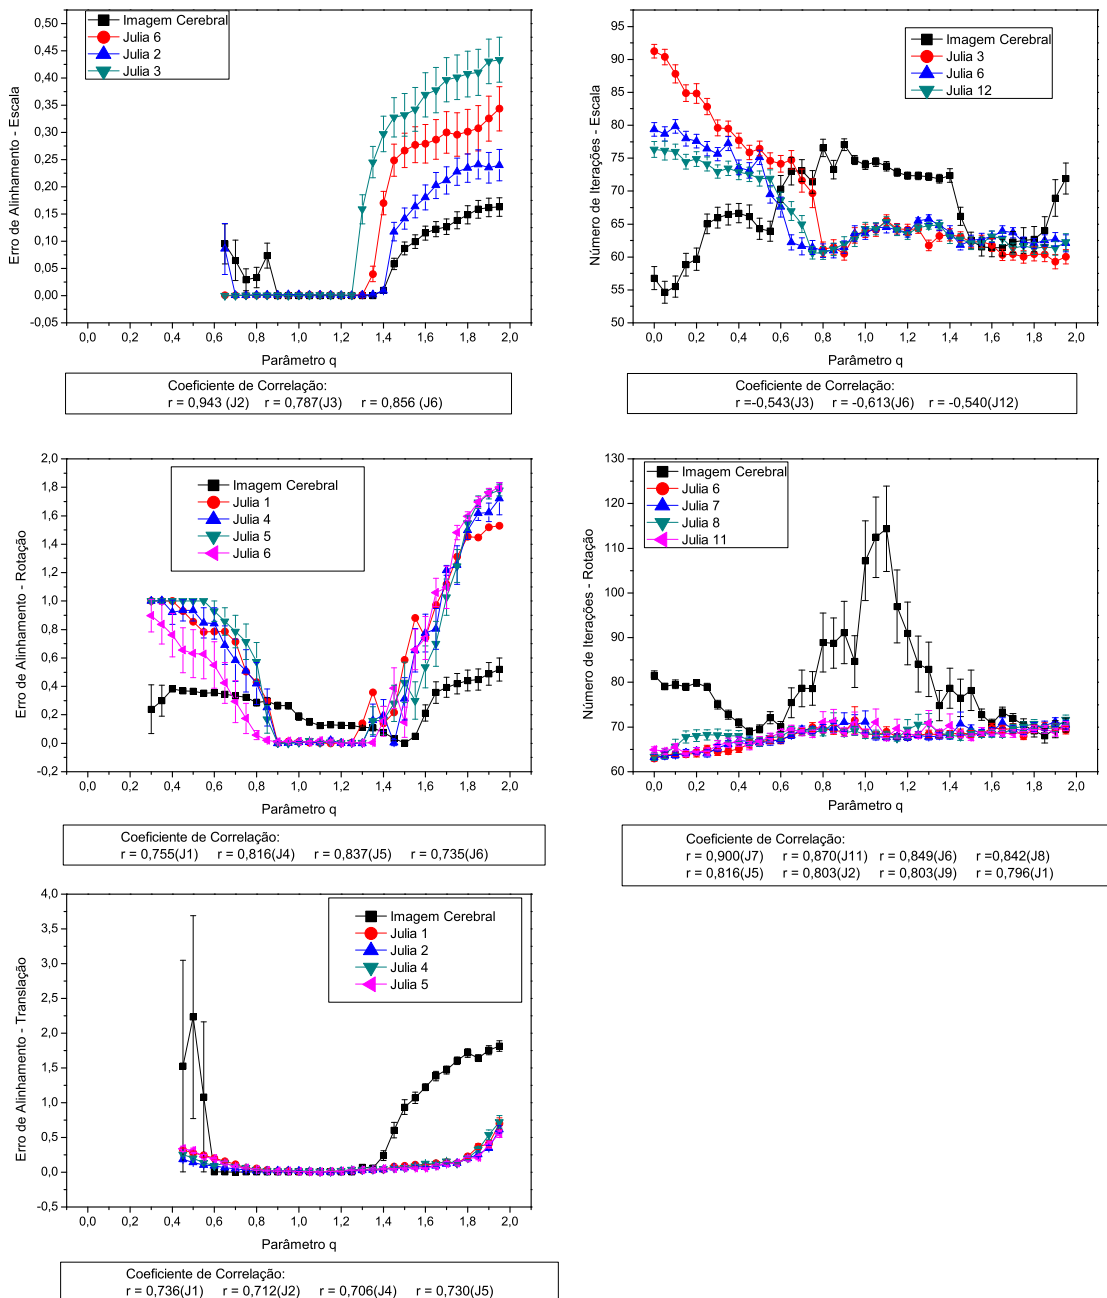 0,50
0,45
0,40
0,35
0,30
0,25
0,20
0,15
0,10
0,05
0,00
-0,05
Erro de Alinhamento - Escala
Imagem Cerebral
Julia 6
Julia 2
Julia 3
0,0 0,2 0,4 0,6 0,8 1,0 1,2 1,4 1,6 1,8 2,0
Parâmetro q
Coeficiente de Correlação:
r = 0,943 (J2) r = 0,787(J3) r = 0,856 (J6)
95
90
85
80
75
70
65
60
55
50
Número de Iterações - Escala
Imagem Cerebral
Julia 3
Julia 6
Julia 12
0,0 0,2 0,4 0,6 0,8 1,0 1,2 1,4 1,6 1,8 2,0
Parâmetro q
Coeficiente de Correlação:
r =-0,543(J3) r = -0,613(J6) r = -0,540(J12)
2,0
1,8
1,6
1,4
1,2
1,0
0,8
0,6
0,4
0,2
0,0
-0,2
Erro de Alinhamento - Rotação
Imagem Cerebral
Julia 1
Julia 4
Julia 5
Julia 6
0,0 0,2 0,4 0,6 0,8 1,0 1,2 1,4 1,6 1,8 2,0
Parâmetro q
Coeficiente de Correlação:
r = 0,755(J1) r = 0,816(J4) r = 0,837(J5) r = 0,735(J6)
130
120
110
100
90
80
70
60
Número de Iterações - Rotação
Imagem Cerebral
Julia 6
Julia 7
Julia 8
Julia 11
0,0 0,2 0,4 0,6 0,8 1,0 1,2 1,4 1,6 1,8 2,0
Parâmetro q
Coeficiente de Correlação:
r = 0,900(J7) r = 0,870(J11) r = 0,849(J6) r =0,842(J8)
r = 0,816(J5) r = 0,803(J2) r = 0,803(J9) r = 0,796(J1)
4,0
3,5
3,0
2,5
2,0
1,5
1,0
0,5
0,0
-0,5
Erro de Alinhamento - Translação
Imagem Cerebral
Julia 1
Julia 2
Julia 4
Julia 5
0,0 0,2 0,4 0,6 0,8 1,0 1,2 1,4 1,6 1,8 2,0
Parâmetro q
Coeficiente de Correlação:
r = 0,736(J1) r = 0,712(J2) r = 0,706(J4) r = 0,730(J5)